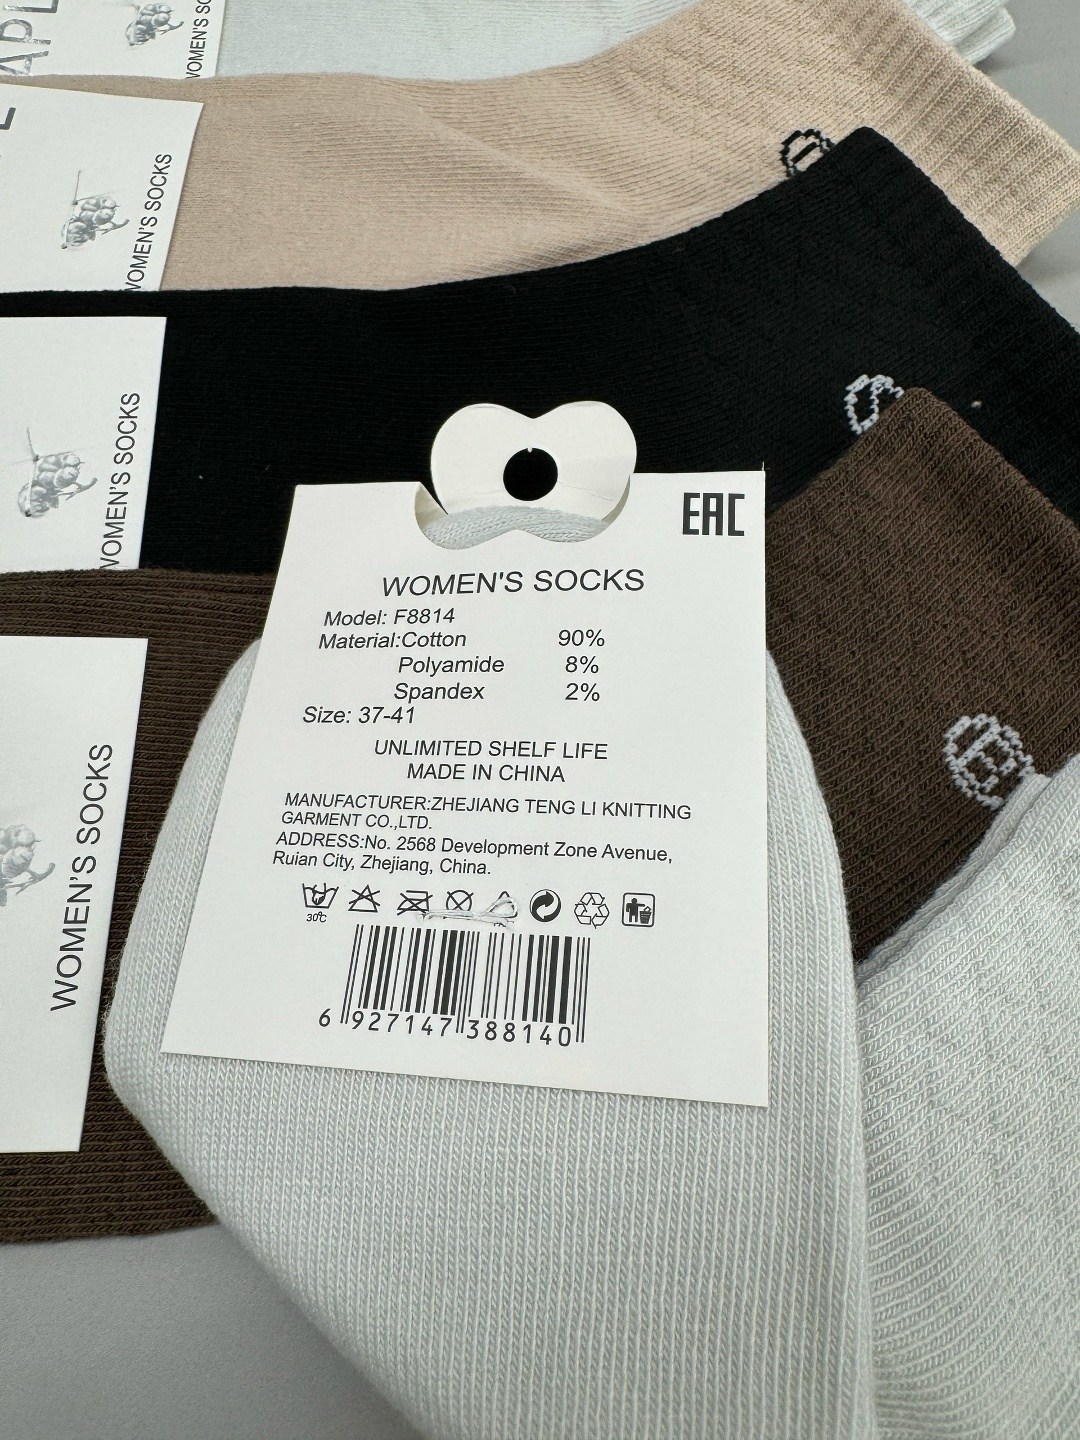 WOMEN'S SOCKS
WOMEN'S SOCKS
WOMEN'S SOCKS
EAC
WOMEN'S SOCKS
Model: F8814
Material:Cotton 90%
Polyamide 8%
Spandex 2%
Size: 37-41
UNLIMITED SHELF LIFE
MADE IN CHINA
MANUFACTURER:ZHEJIANG TENG LI KNITTING
GARMENT CO.,LTD.
ADDRESS:No. 2568 Development Zone Avenue,
Ruian City, Zhejiang, China.
30℃
6 927147 388140